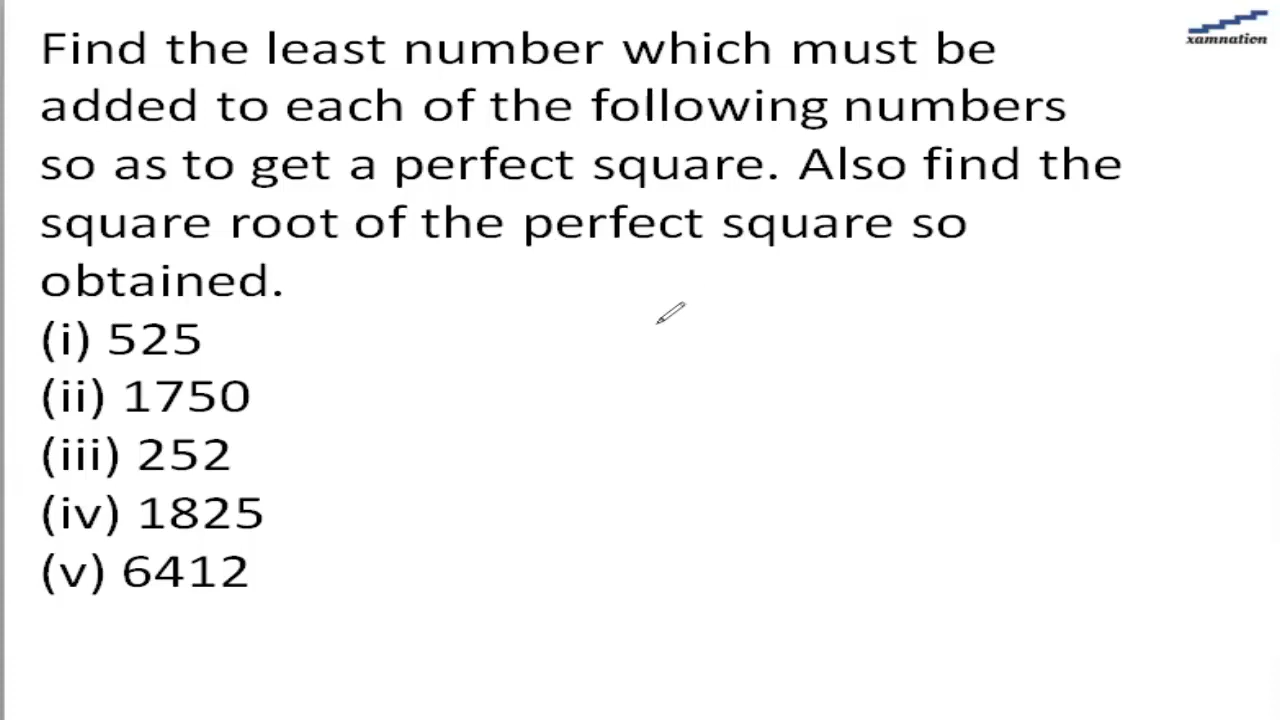 xamnation
Find the least number which must be
added to each of the following numbers
so as to get a perfect square. Also find the
square root of the perfect square so
obtained.
(i) 525
(ii) 1750
(iii) 252
(iv) 1825
(v) 6412